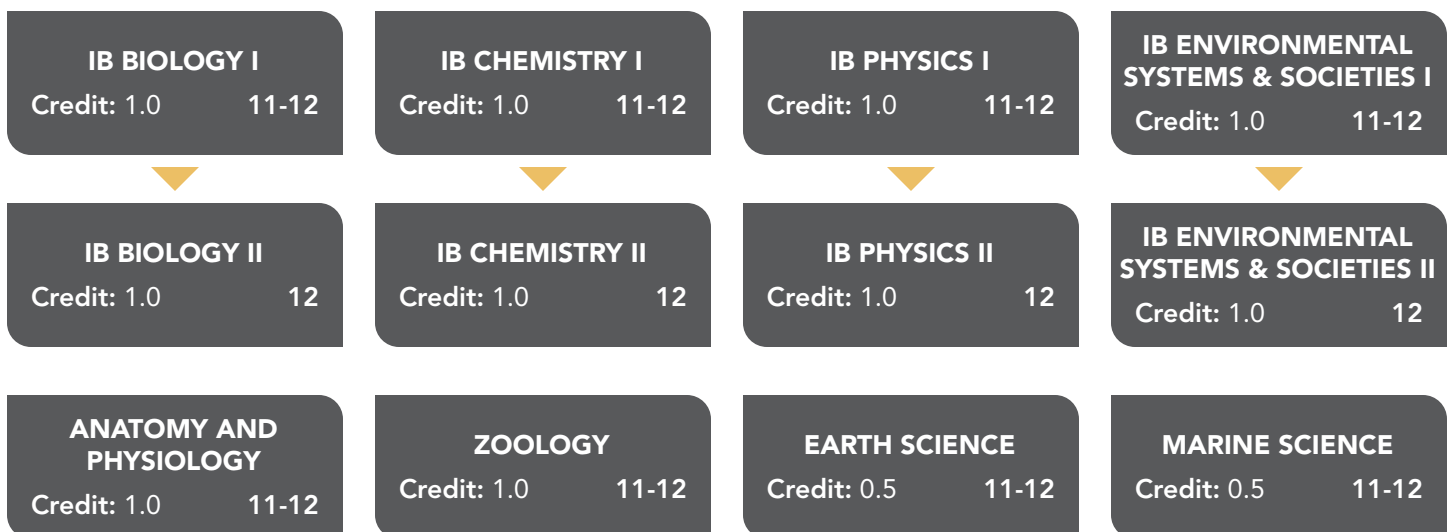 IB BIOLOGY I
Credit: 1.0 11-12
IB CHEMISTRY I
Credit: 1.0 11-12
IB PHYSICS I
Credit: 1.0 11-12
IB ENVIRONMENTAL
SYSTEMS & SOCIETIES I
Credit: 1.0 11-12
IB BIOLOGY II
Credit: 1.0 12
IB CHEMISTRY II
Credit: 1.0 12
IB PHYSICS II
Credit: 1.0 12
IB ENVIRONMENTAL
SYSTEMS & SOCIETIES II
Credit: 1.0 12
ANATOMY AND
PHYSIOLOGY
Credit: 1.0 11-12
ZOOLOGY
Credit: 1.0 11-12
EARTH SCIENCE
Credit: 0.5 11-12
MARINE SCIENCE
Credit: 0.5 11-12